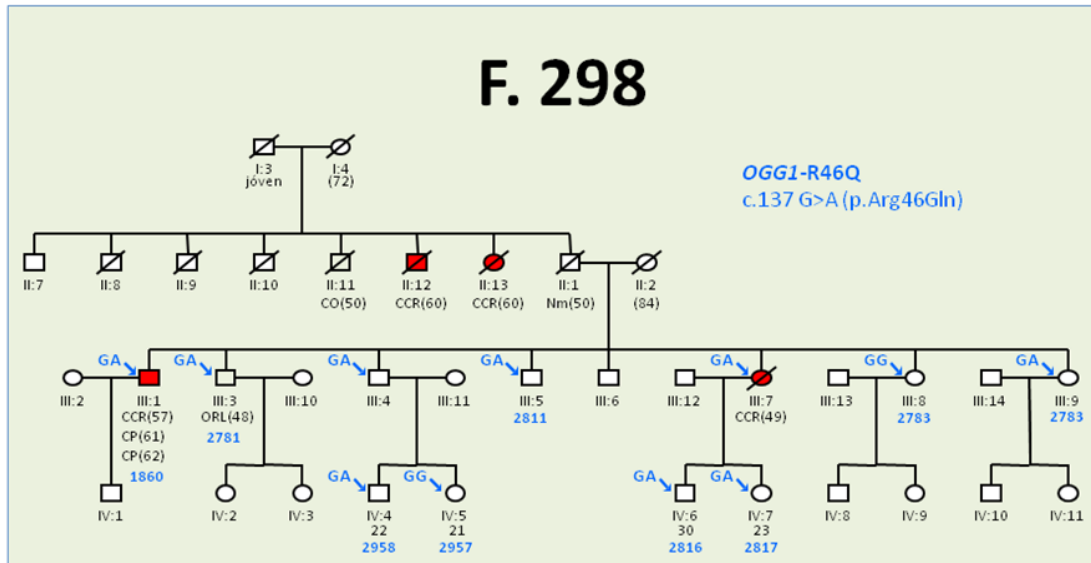 F. 298
OGG1-R46Q
c.137 G>A (p.Arg46Gln)
I:3 I:4
jóven (72)
II:7 II:8 II:9 II:10 II:11 II:12 II:13 II:1 II:2
CO(50) CCR(60) CCR(60) Nm(50) (84)
GA GA GA GA GA GG GA
III:2 III:1 III:3 III:10 III:4 III:11 III:5 III:6 III:12 III:7 III:13 III:8 III:14 III:9
CCR(57) ORL(48) 2811 CCR(49) 2783 2783
CP(61) 2781
CP(62)
1860
GA GG GA GA
IV:1 IV:2 IV:3 IV:4 IV:5 IV:6 IV:7 IV:8 IV:9 IV:10 IV:11
22 21 30 23
2958 2957 2816 2817